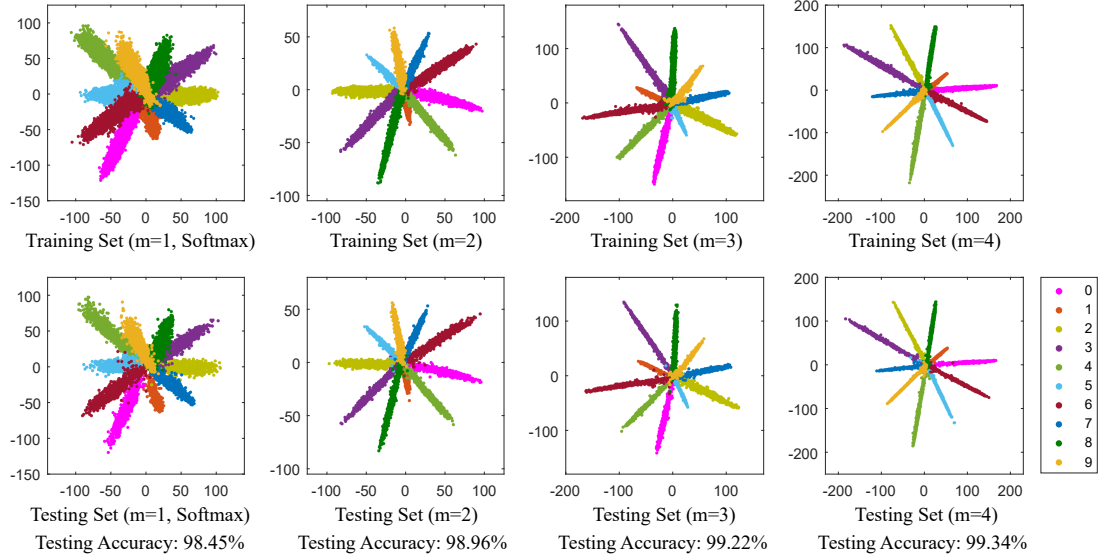 100
50
0
-50
-100
-150
-100 -50 0 50 100
Training Set (m=1, Softmax)
50
0
-50
-100
-100 -50 0 50 100
Training Set (m=2)
150
100
50
0
-50
-100
-150
-200 -100 0 100
Training Set (m=3)
200
100
0
-100
-200
-200 -100 0 100 200
Training Set (m=4)
100
50
0
-50
-100
-150
-100 -50 0 50 100
Testing Set (m=1, Softmax)
Testing Accuracy: 98.45%
50
0
-50
-100
-100 -50 0 50 100
Testing Set (m=2)
Testing Accuracy: 98.96%
100
0
-100
-200 -100 0 100
Testing Set (m=3)
Testing Accuracy: 99.22%
200
100
0
-100
-200
-200 -100 0 100 200
Testing Set (m=4)
Testing Accuracy: 99.34%
0
1
2
3
4
5
6
7
8
9